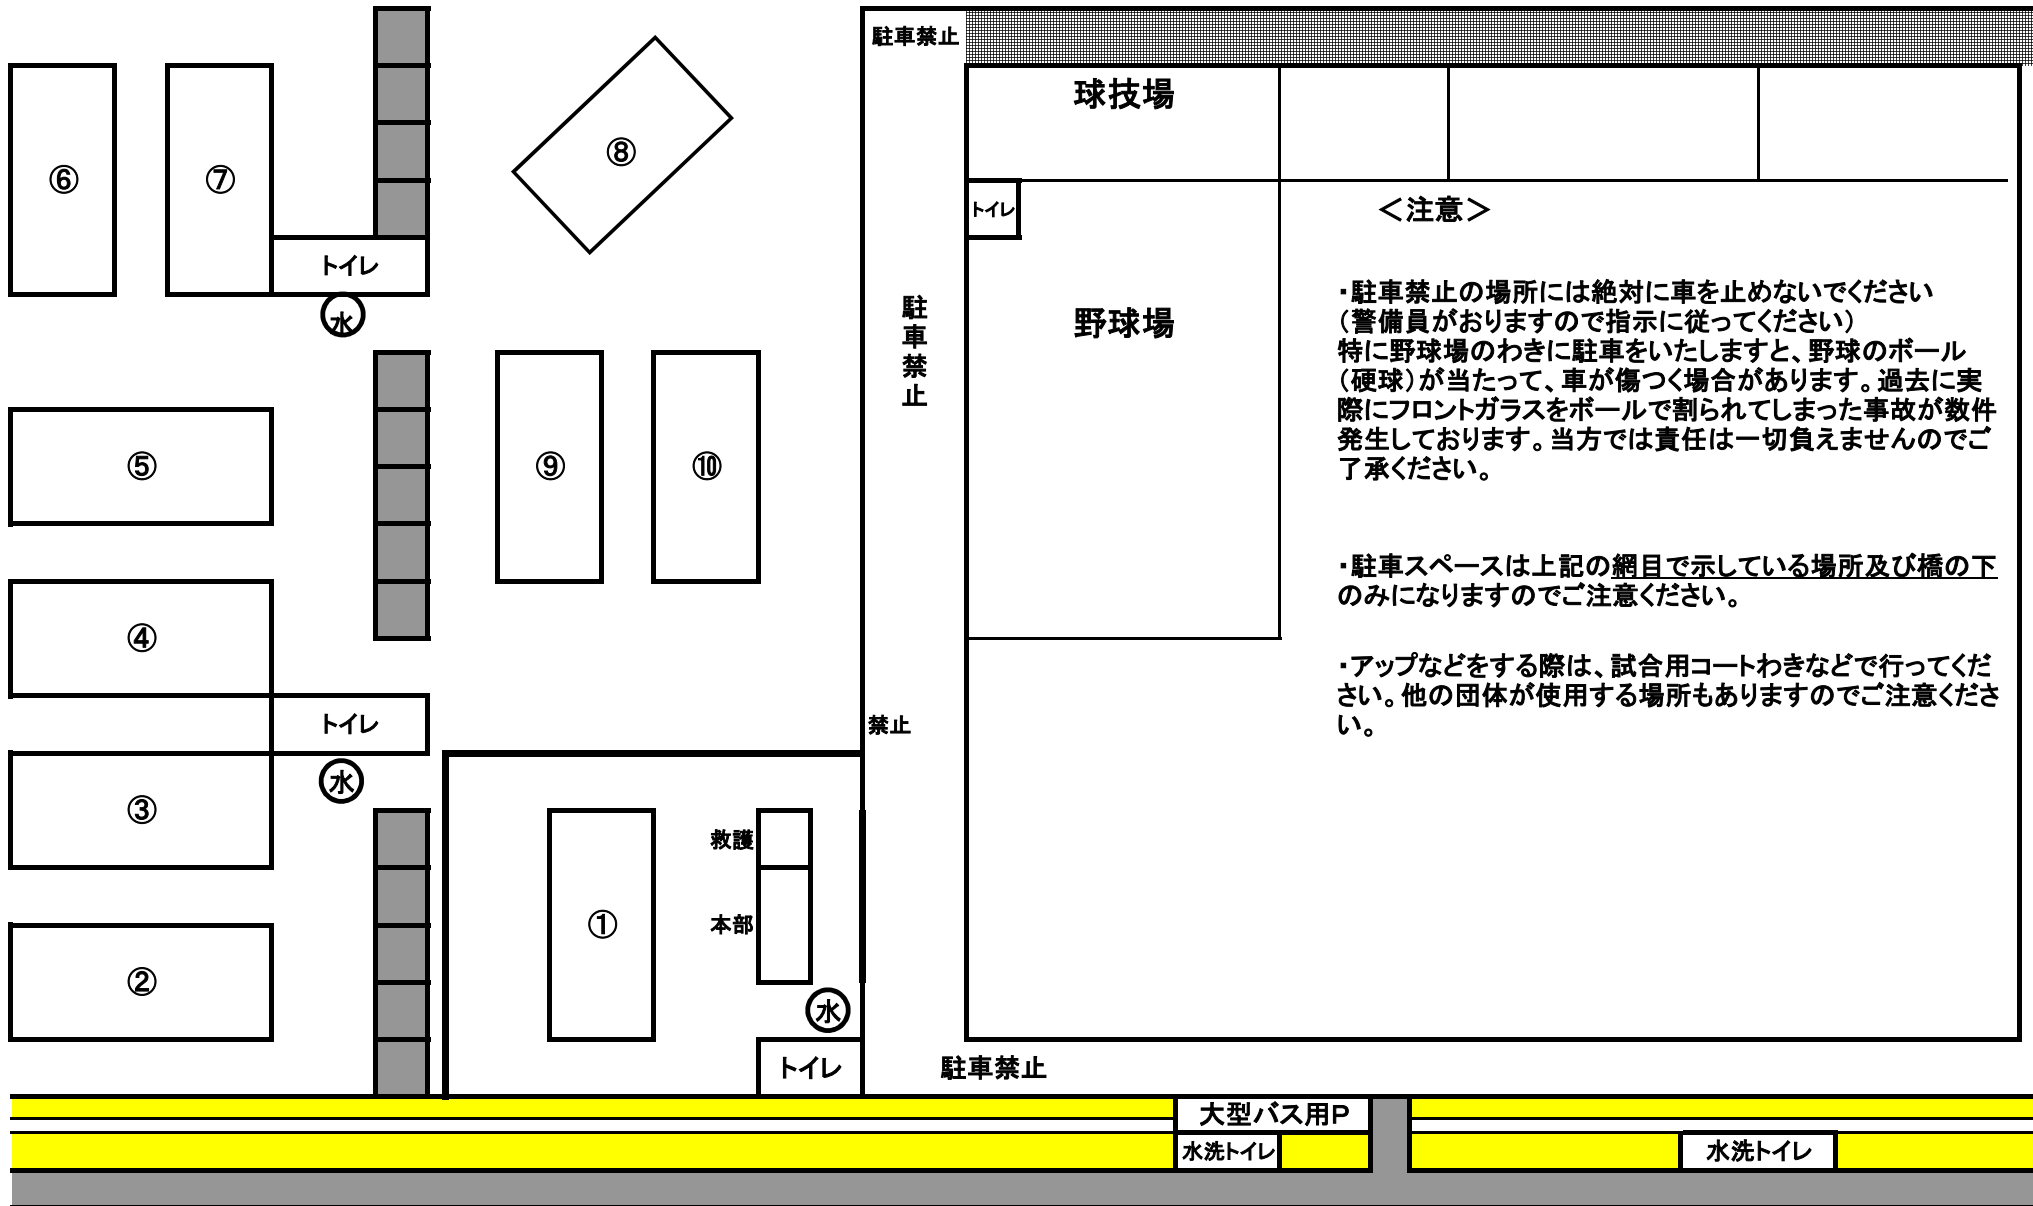 駐車禁止
球技場
⑧
⑥
⑦
トイレ
＜注意＞
トイレ
水
・駐車禁止の場所には絶対に車を止めないでください
（警備員がおりますので指示に従ってください）
特に野球場のわきに駐車をいたしますと、野球のボール
（硬球）が当たって、車が傷つく場合があります。過去に実
際にフロントガラスをボールで割られてしまった事故が数件
発生しております。当方では責任は一切負えませんのでご
了承ください。
駐車禁止
野球場
⑤
⑨
⑩
・駐車スペースは上記の網目で示している場所及び橋の下
のみになりますのでご注意ください。
④
・アップなどをする際は、試合用コートわきなどで行ってくだ
さい。他の団体が使用する場所もありますのでご注意くださ
い。
トイレ
禁止
水
③
救護
①
本部
②
水
トイレ
駐車禁止
大型バス用P
水洗トイレ
水洗トイレ